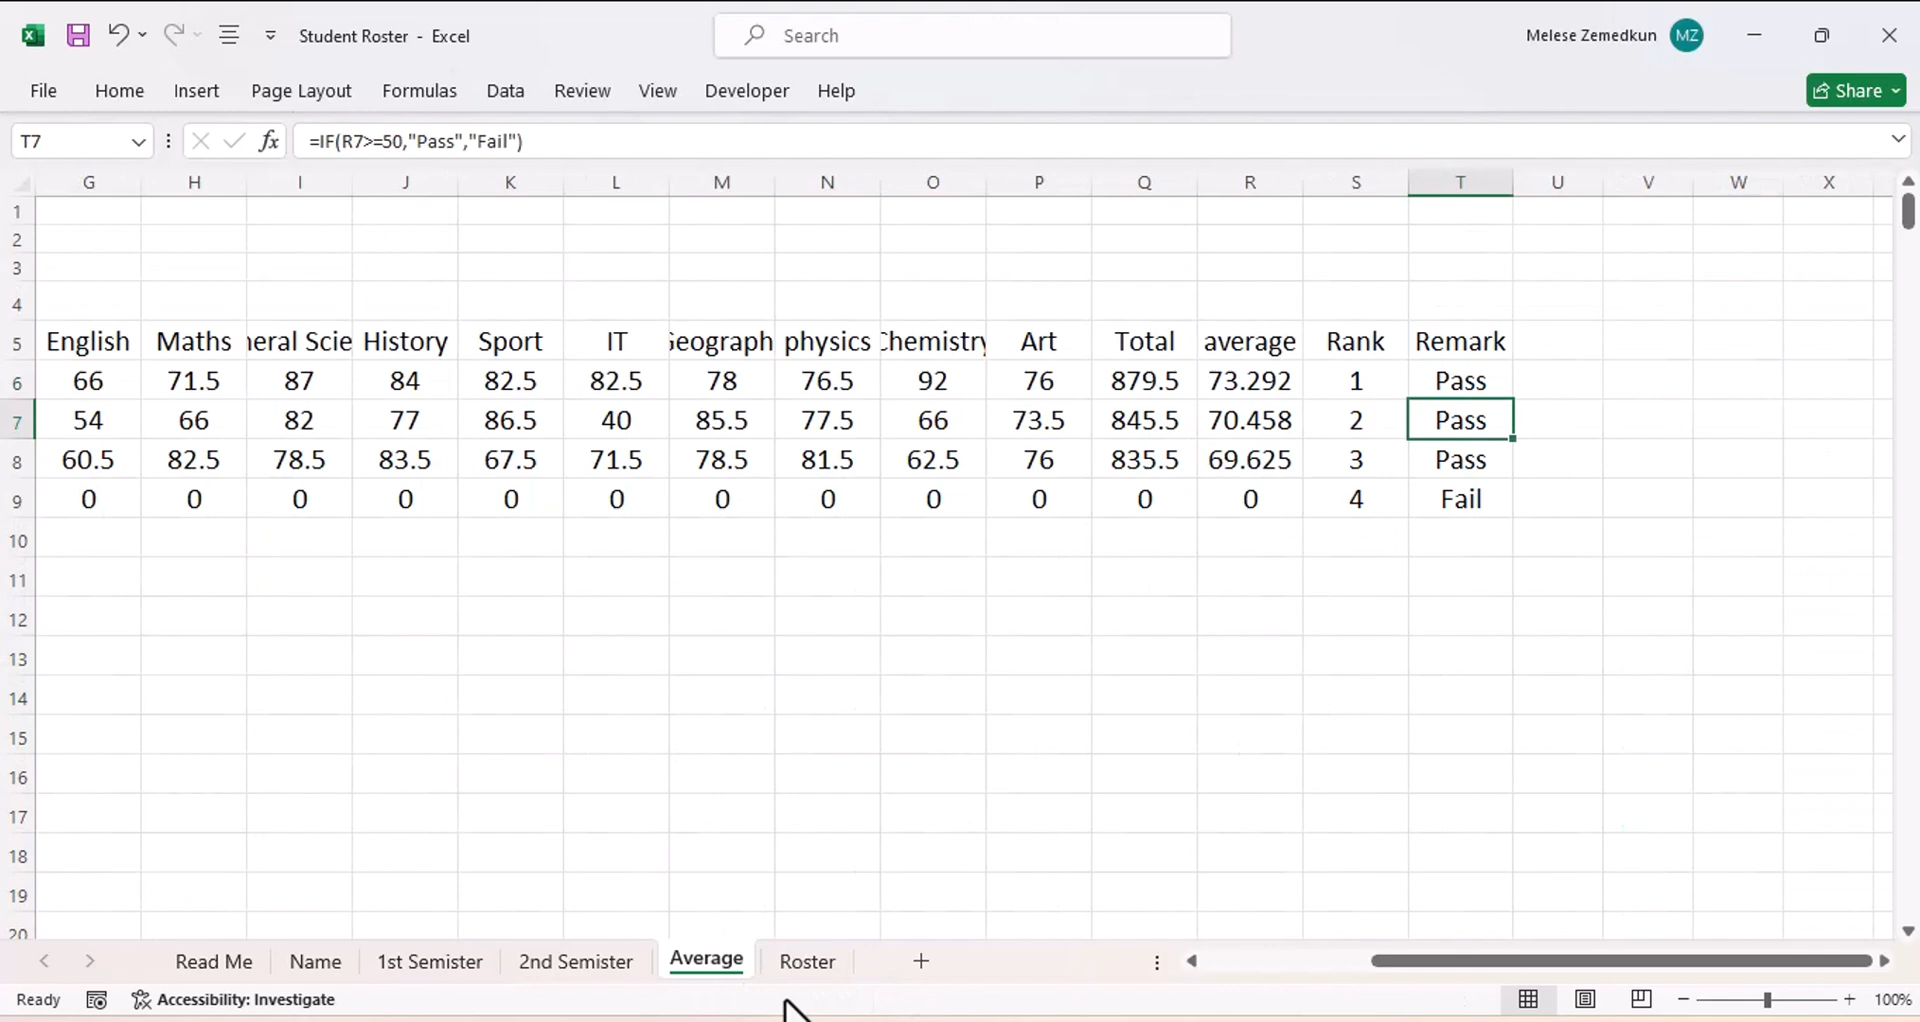 Student Roster - Excel
Search
Melese Zemedkun MZ
File Home Insert Page Layout Formulas Data Review View Developer Help
Share
T7 fx =IF(R7>=50,"Pass","Fail")
G H I J K L M N O P Q R S T U V W X
1
2
3
4
5 English Maths neral Scie History Sport IT Geograph physics Chemistry Art Total average Rank Remark
6 66 71.5 87 84 82.5 82.5 78 76.5 92 76 879.5 73.292 1 Pass
7 54 66 82 77 86.5 40 85.5 77.5 66 73.5 845.5 70.458 2 Pass
8 60.5 82.5 78.5 83.5 67.5 71.5 78.5 81.5 62.5 76 835.5 69.625 3 Pass
9 0 0 0 0 0 0 0 0 0 0 0 0 4 Fail
10
11
12
13
14
15
16
17
18
19
20
Read Me Name 1st Semister 2nd Semister Average Roster
Ready Accessibility: Investigate 100%